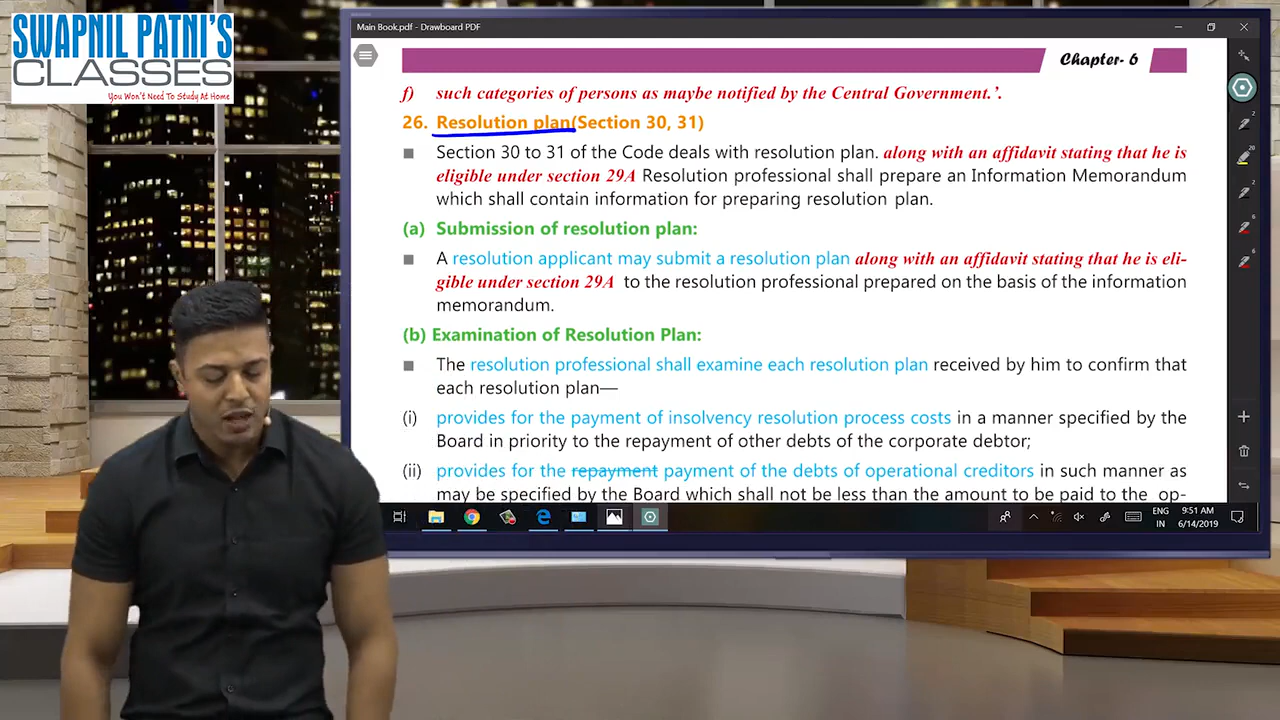 SWAPNIL PATNI'S
CLASSES
You Won't Need To Study At Home
Main Book.pdf - Drawboard PDF
Chapter- 6
f) such categories of persons as maybe notified by the Central Government.'.
26. Resolution plan(Section 30, 31)
■ Section 30 to 31 of the Code deals with resolution plan. along with an affidavit stating that he is
eligible under section 29A Resolution professional shall prepare an Information Memorandum
which shall contain information for preparing resolution plan.
(a) Submission of resolution plan:
■ A resolution applicant may submit a resolution plan along with an affidavit stating that he is eli-
gible under section 29A to the resolution professional prepared on the basis of the information
memorandum.
(b) Examination of Resolution Plan:
■ The resolution professional shall examine each resolution plan received by him to confirm that
each resolution plan—
(i) provides for the payment of insolvency resolution process costs in a manner specified by the
Board in priority to the repayment of other debts of the corporate debtor;
(ii) provides for the repayment payment of the debts of operational creditors in such manner as
may be specified by the Board which shall not be less than the amount to be paid to the op-
ENG
IN
9:51 AM
6/14/2019